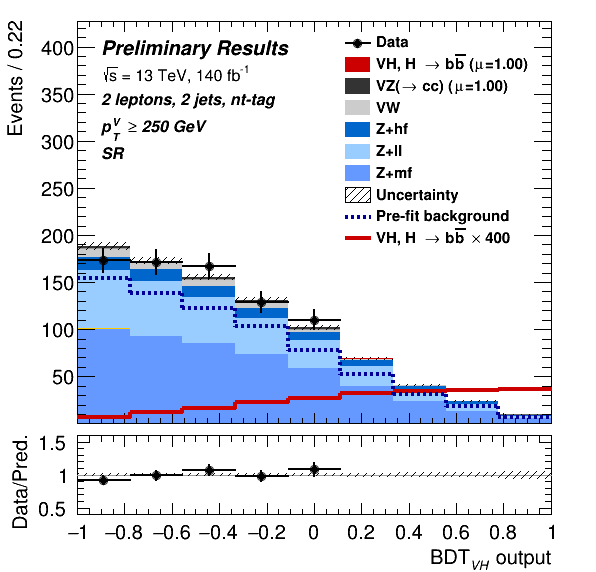 Events / 0.22
400
350
300
250
200
150
100
50
Preliminary Results
√s = 13 TeV, 140 fb⁻¹
2 leptons, 2 jets, nt-tag
p_T^V ≥ 250 GeV
SR
Data
VH, H → bb̅ (μ=1.00)
VZ(→ cc) (μ=1.00)
VW
Z+hf
Z+ll
Z+mf
Uncertainty
Pre-fit background
VH, H → bb̅ × 400
Data/Pred.
1.5
1
0.5
−1 −0.8 −0.6 −0.4 −0.2 0 0.2 0.4 0.6 0.8 1
BDT_VH output